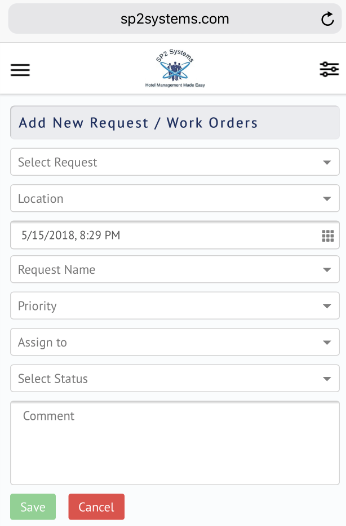 sp2systems.com
SP2 Systems
Hotel Management Made Easy
Add New Request / Work Orders
Select Request
Location
5/15/2018, 8:29 PM
Request Name
Priority
Assign to
Select Status
Comment
Save Cancel